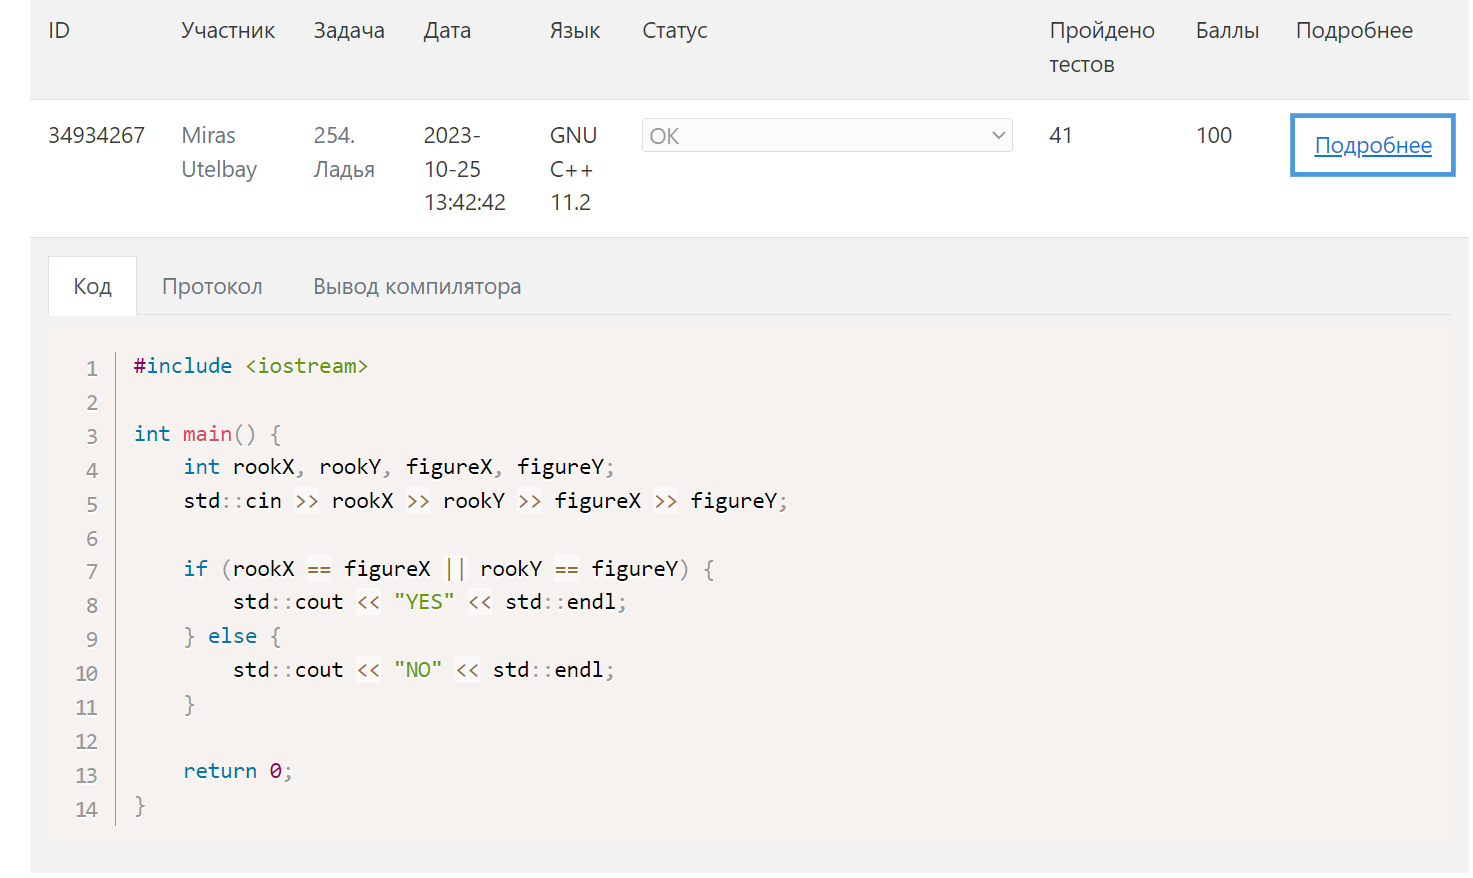 ID Участник Задача Дата Язык Статус Пройдено тестов Баллы Подробнее
34934267 Miras Utelbay 254. Ладья 2023-10-25 13:42:42 GNU C++ 11.2 OK 41 100 Подробнее
Код Протокол Вывод компилятора
1 #include <iostream>
2
3 int main() {
4     int rookX, rookY, figureX, figureY;
5     std::cin >> rookX >> rookY >> figureX >> figureY;
6
7     if (rookX == figureX || rookY == figureY) {
8         std::cout << "YES" << std::endl;
9     } else {
10         std::cout << "NO" << std::endl;
11     }
12
13     return 0;
14 }